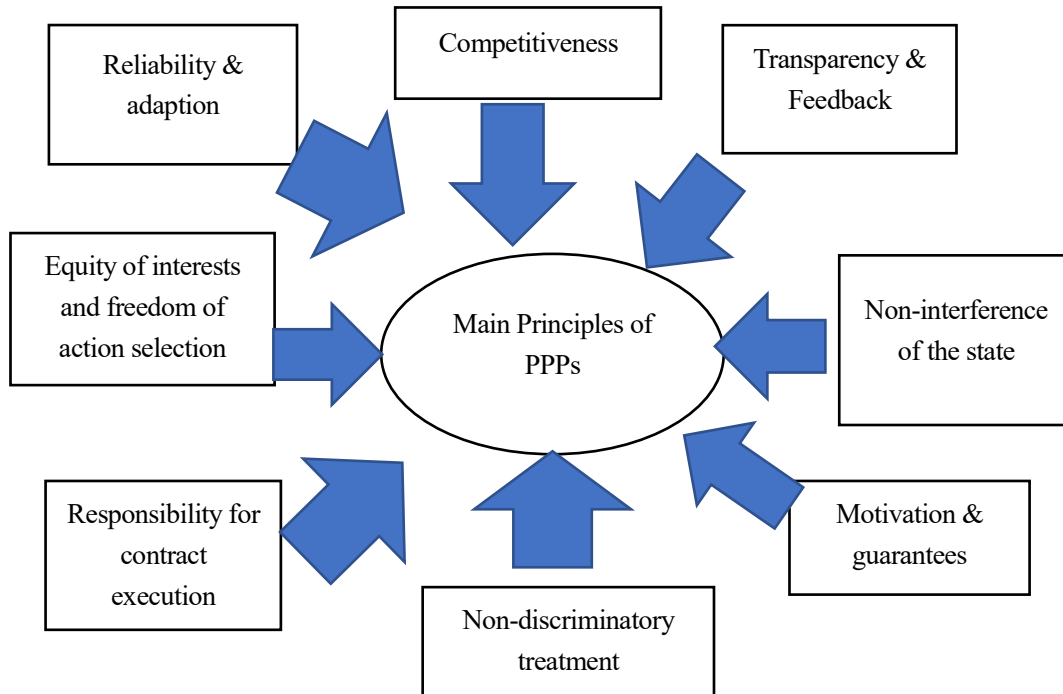 Competitiveness
Reliability &
adaption
Transparency &
Feedback
Equity of interests
and freedom of
action selection
Main Principles of
PPPs
Non-interference
of the state
Responsibility for
contract
execution
Motivation &
guarantees
Non-discriminatory
treatment